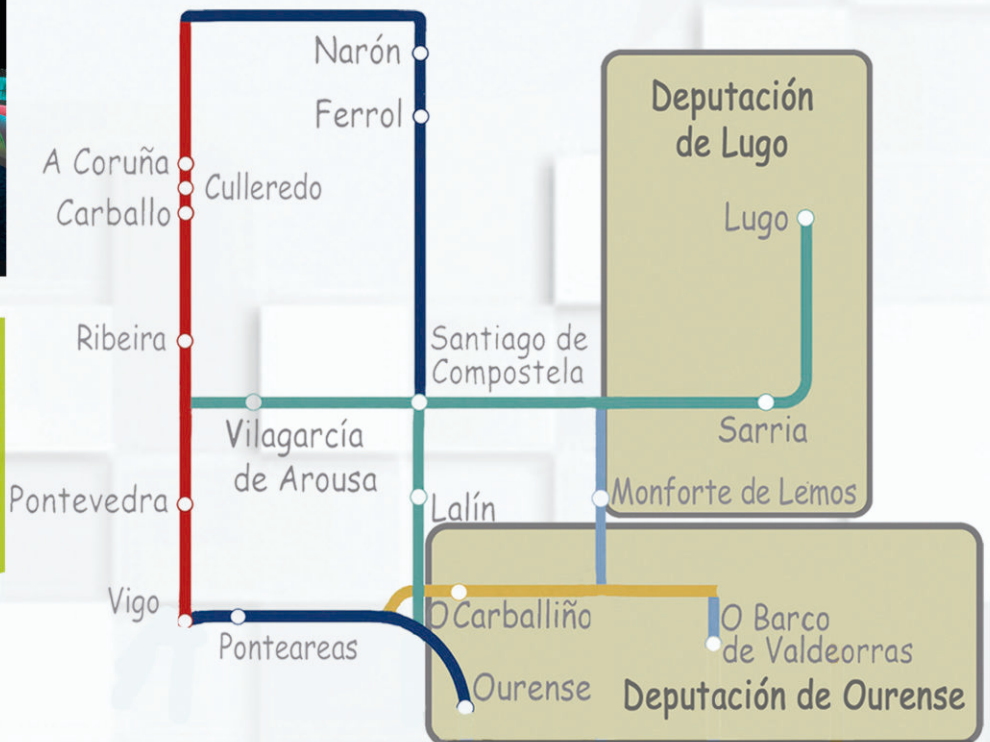 Narón
Ferrol
Deputación
de Lugo
A Coruña
Culleredo
Carballo
Lugo
Ribeira
Santiago de
Compostela
Vilagarcía
de Arousa
Sarria
Pontevedra
Lalín
Monforte de Lemos
Vigo
Ponteareas
O Carballiño
O Barco
de Valdeorras
Ourense
Deputación de Ourense